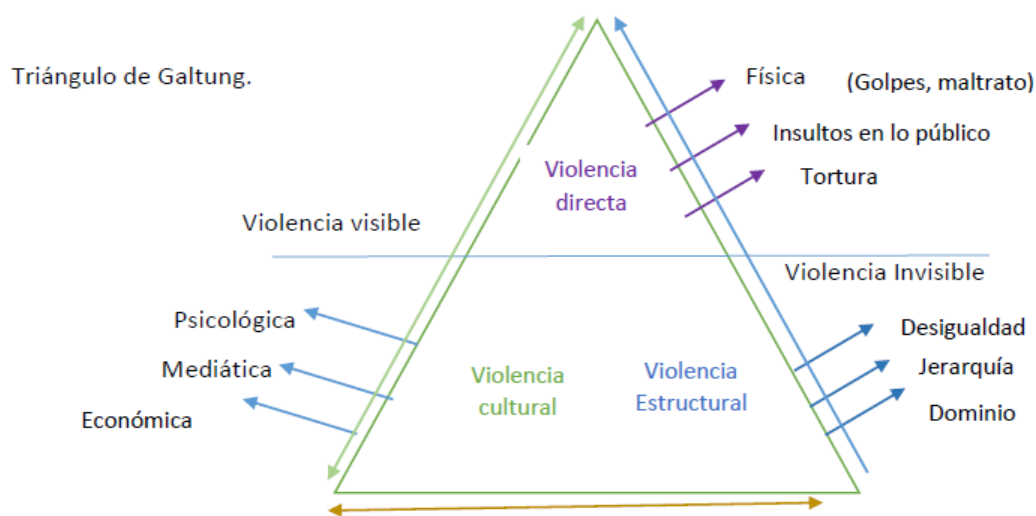 Triángulo de Galtung.
Física (Golpes, maltrato)
Insultos en lo público
Tortura
Violencia
directa
Violencia visible
Violencia Invisible
Psicológica
Mediática
Económica
Violencia
cultural
Violencia
Estructural
Desigualdad
Jerarquía
Dominio